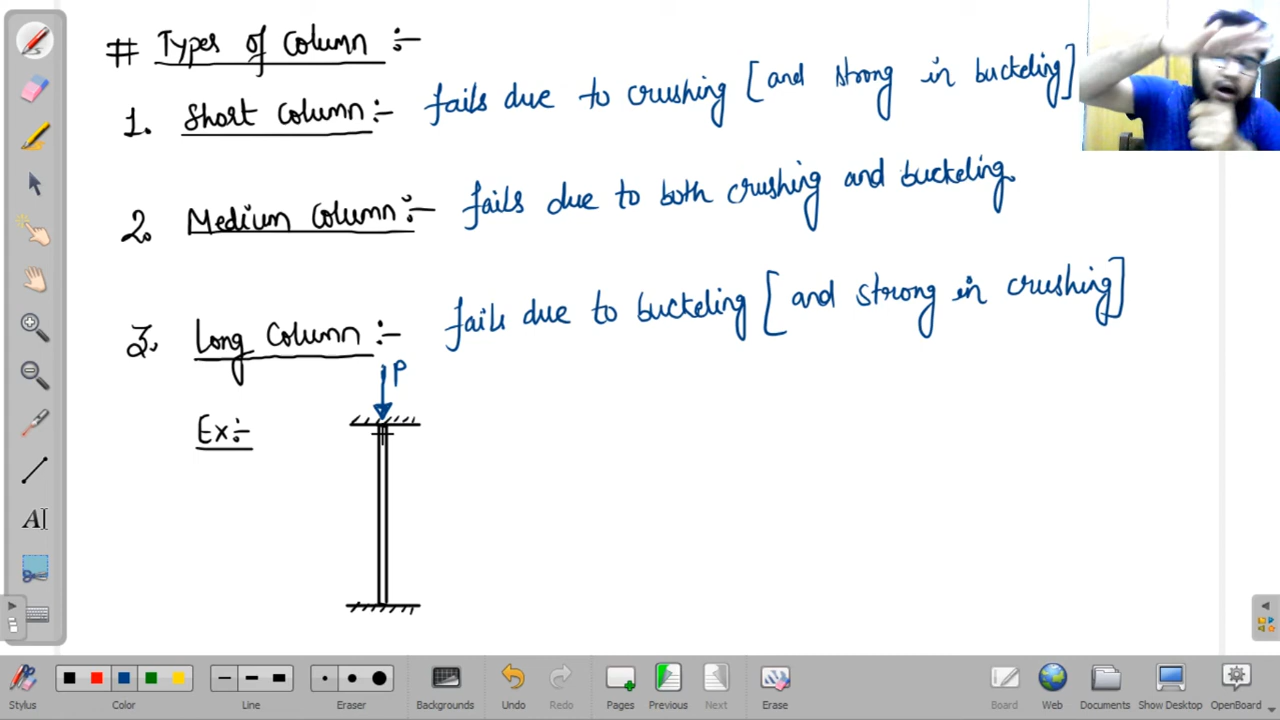 # Types of Column :-
1. Short Column :- fails due to crushing [and strong in buckeling]
2. Medium Column :- fails due to both crushing and buckeling.
3. Long Column :- fails due to buckeling [and strong in crushing]
P
Ex:-
AI
Stylus Color Line Eraser Backgrounds Undo Redo Pages Previous Next Erase Board Web Documents Show Desktop OpenBoard